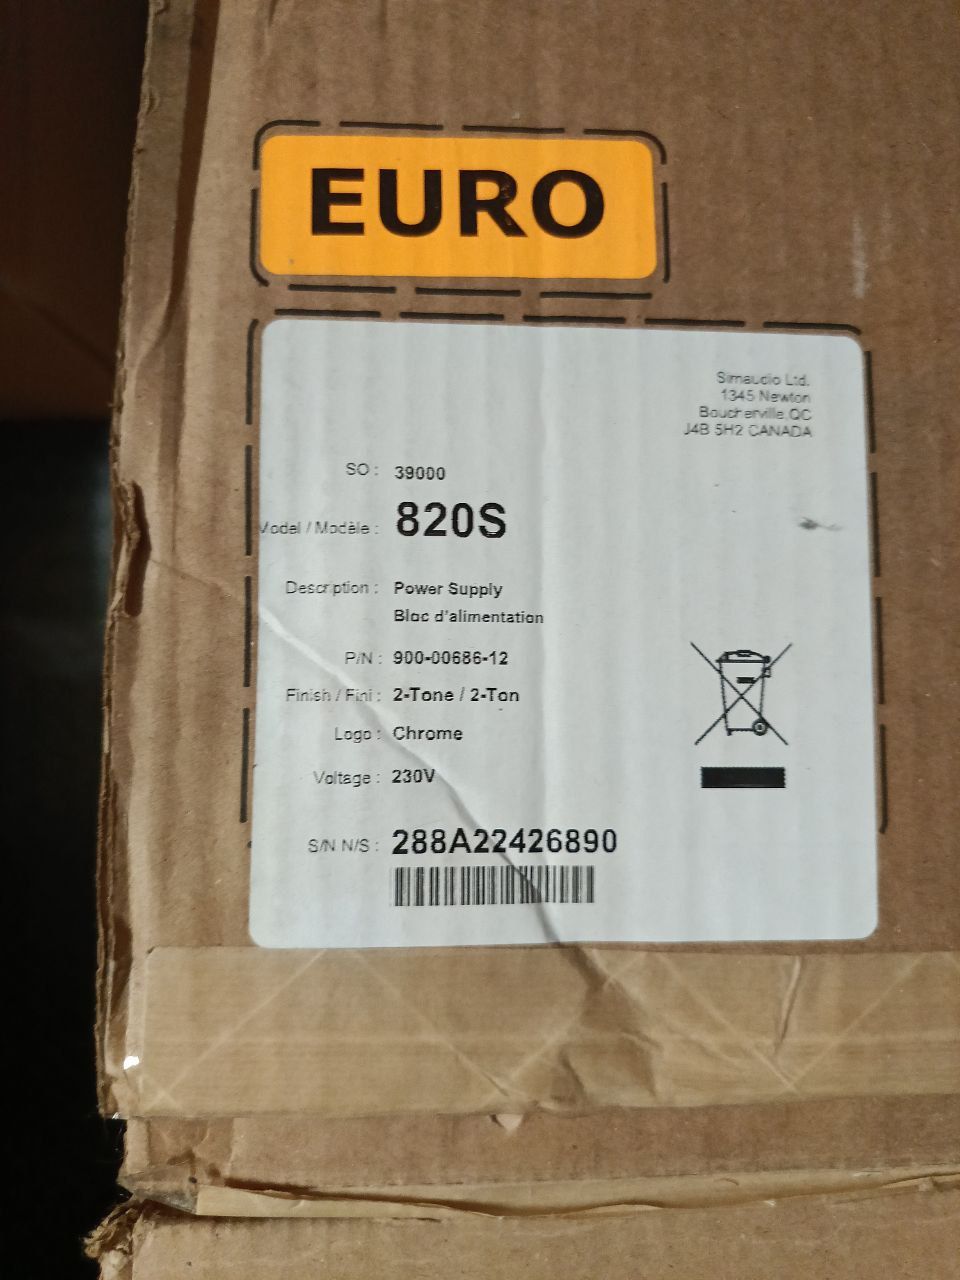 EURO
Simaudio Ltd.
1345 Newton
Boucherville, QC
J4B 5H2 CANADA
SO : 39000
Model / Modèle : 820S
Description : Power Supply
Bloc d'alimentation
P/N : 900-00686-12
Finish / Fini : 2-Tone / 2-Ton
Logo : Chrome
Voltage : 230V
S/N N/S : 288A22426890